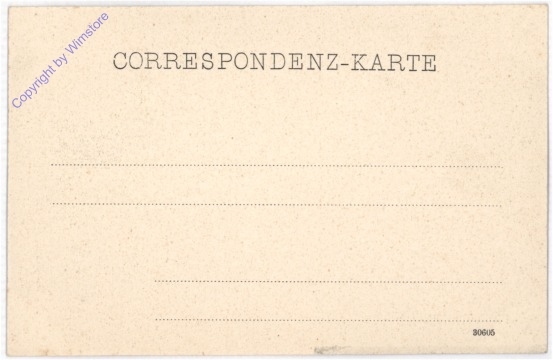 Copyright by Wimstore
CORRESPONDENZ-KARTE
30605